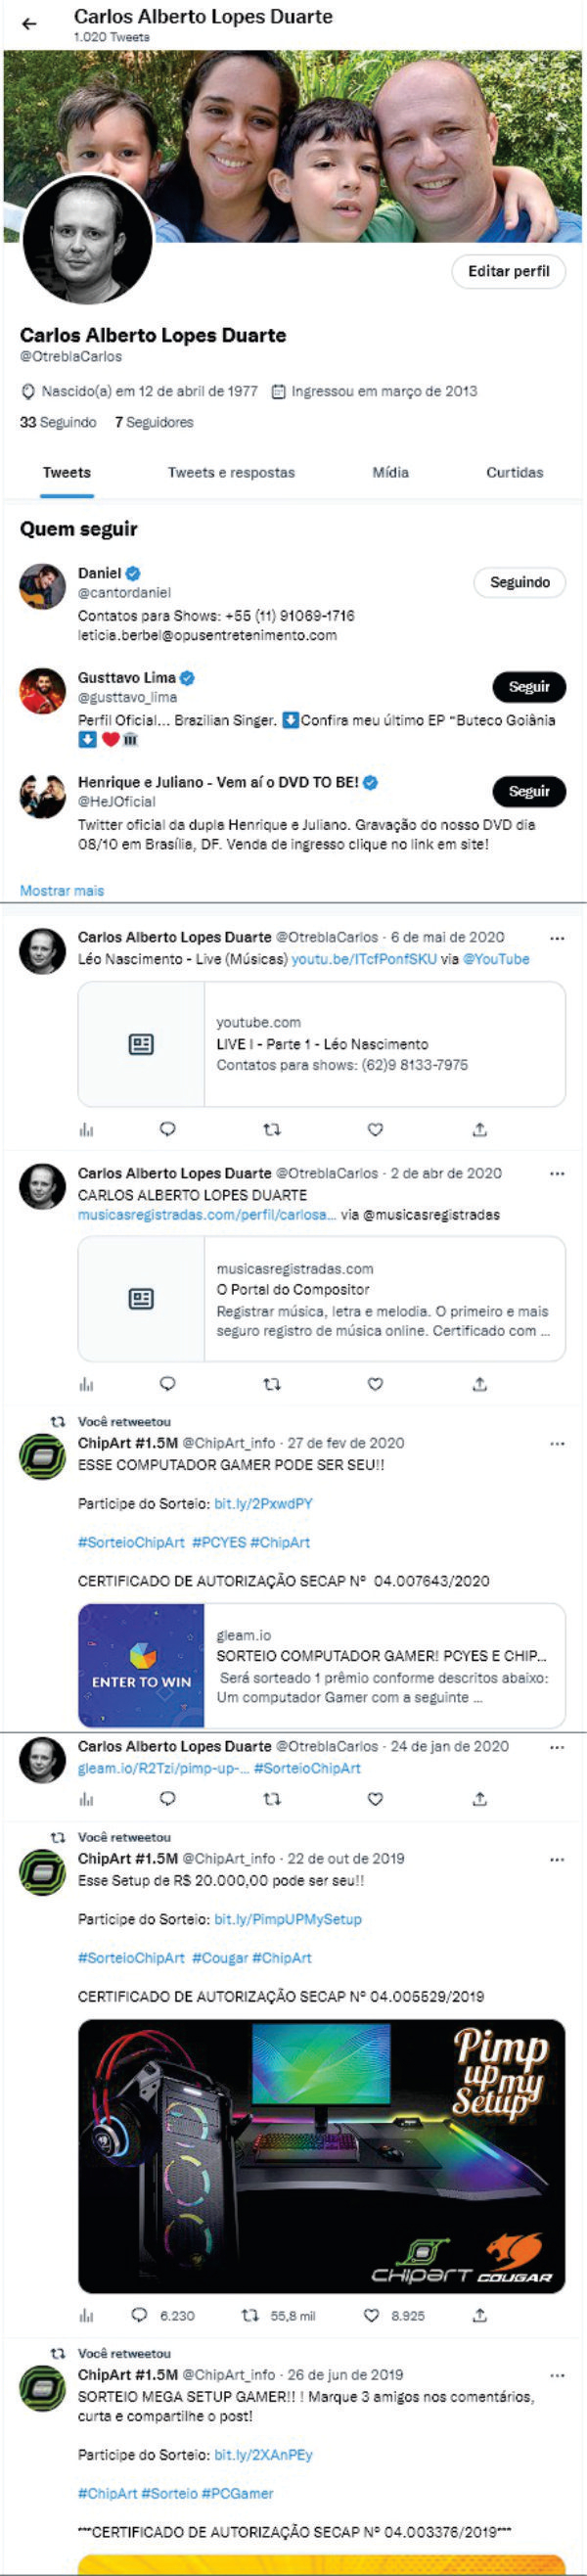 Carlos Alberto Lopes Duarte
1.020 Tweets
Editar perfil
Carlos Alberto Lopes Duarte
@OtreblaCarlos
Nascido(a) em 12 de abril de 1977 Ingressou em março de 2013
33 Seguindo 7 Seguidores
Tweets Tweets e respostas Mídia Curtidas
Quem seguir
Daniel
@cantordaniel
Seguindo
Contatos para Shows: +55 (11) 91069-1716
leticia.berbel@opusentretenimento.com
Gusttavo Lima
@gusttavo_lima
Seguir
Perfil Oficial... Brazilian Singer. ⬇Confira meu último EP "Buteco Goiânia
⬇❤🏛
Henrique e Juliano - Vem aí o DVD TO BE!
@HeJOficial
Seguir
Twitter oficial da dupla Henrique e Juliano. Gravação do nosso DVD dia
08/10 em Brasília, DF. Venda de ingresso clique no link em site!
Mostrar mais
Carlos Alberto Lopes Duarte @OtreblaCarlos · 6 de mai de 2020 ...
Léo Nascimento - Live (Músicas) youtu.be/ITcfPonfSKU via @YouTube
youtube.com
LIVE I - Parte 1 - Léo Nascimento
Contatos para shows: (62)9 8133-7975
Carlos Alberto Lopes Duarte @OtreblaCarlos · 2 de abr de 2020 ...
CARLOS ALBERTO LOPES DUARTE
musicasregistradas.com/perfil/carlosa... via @musicasregistradas
musicasregistradas.com
O Portal do Compositor
Registrar música, letra e melodia. O primeiro e mais
seguro registro de música online. Certificado com ...
Você retweetou
ChipArt #1.5M @ChipArt_info · 27 de fev de 2020 ...
ESSE COMPUTADOR GAMER PODE SER SEU!!
Participe do Sorteio: bit.ly/2PxwdPY
#SorteioChipArt #PCYES #ChipArt
CERTIFICADO DE AUTORIZAÇÃO SECAP Nº 04.007643/2020
ENTER TO WIN
gleam.io
SORTEIO COMPUTADOR GAMER! PCYES E CHIP...
Será sorteado 1 prêmio conforme descritos abaixo:
Um computador Gamer com a seguinte ...
Carlos Alberto Lopes Duarte @OtreblaCarlos · 24 de jan de 2020 ...
gleam.io/R2Tzi/pimp-up-... #SorteioChipArt
Você retweetou
ChipArt #1.5M @ChipArt_info · 22 de out de 2019 ...
Esse Setup de R$ 20.000,00 pode ser seu!!
Participe do Sorteio: bit.ly/PimpUPMySetup
#SorteioChipArt #Cougar #ChipArt
CERTIFICADO DE AUTORIZAÇÃO SECAP Nº 04.005529/2019
Pimp
up my
Setup
CHIPART COUGAR
6.230 55,8 mil 8.925
Você retweetou
ChipArt #1.5M @ChipArt_info · 26 de jun de 2019 ...
SORTEIO MEGA SETUP GAMER!! ! Marque 3 amigos nos comentários,
curta e compartilhe o post!
Participe do Sorteio: bit.ly/2XAnPEy
#ChipArt #Sorteio #PCGamer
***CERTIFICADO DE AUTORIZAÇÃO SECAP Nº 04.003376/2019***